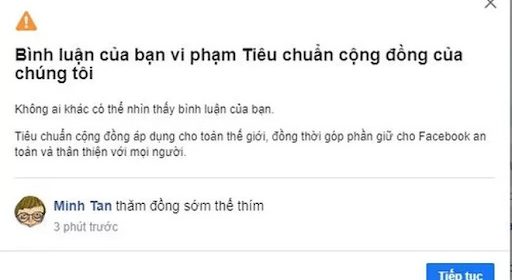 Bình luận của bạn vi phạm Tiêu chuẩn cộng đồng của
chúng tôi
Không ai khác có thể nhìn thấy bình luận của bạn.
Tiêu chuẩn cộng đồng áp dụng cho toàn thế giới, đồng thời góp phần giữ cho Facebook an
toàn và thân thiện với mọi người.
Minh Tan thăm đồng sớm thế thím
3 phút trước
Tiếp tục